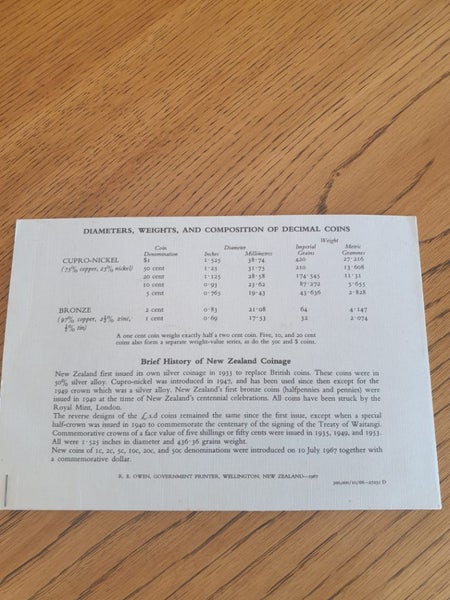 DIAMETERS, WEIGHTS, AND COMPOSITION OF DECIMAL COINS
Weight
Coin Diameter Imperial Metric
Denomination Inches Millimetres Grains Grammes
CUPRO-NICKEL $1 1·525 38·74 420 27·216
(75% copper, 25% nickel) 50 cent 1·25 31·75 210 13·608
20 cent 1·125 28·58 174·545 11·31
10 cent 0·93 23·62 87·272 5·655
5 cent 0·765 19·43 43·636 2·828
BRONZE 2 cent 0·83 21·08 64 4·147
(97% copper, 2½% zinc, 1 cent 0·69 17·53 32 2·074
½% tin)
A one cent coin weighs exactly half a two cent coin. Five, 10, and 20 cent
coins also form a separate weight-value series, as do the 50c and $ coins.
Brief History of New Zealand Coinage
New Zealand first issued its own silver coinage in 1933 to replace British coins. These coins were in
50% silver alloy. Cupro-nickel was introduced in 1947, and has been used since then except for the
1949 crown which was a silver alloy. New Zealand's first bronze coins (halfpennies and pennies) were
issued in 1940 at the time of New Zealand's centennial celebrations. All coins have been struck by the
Royal Mint, London.
The reverse designs of the £.s.d coins remained the same since the first issue, except when a special
half-crown was issued in 1940 to commemorate the centenary of the signing of the Treaty of Waitangi.
Commemorative crowns of a face value of five shillings or fifty cents were issued in 1935, 1949, and 1953.
All were 1·525 inches in diameter and 436·36 grains weight.
New coins of 1c, 2c, 5c, 10c, 20c, and 50c denominations were introduced on 10 July 1967 together with
a commemorative dollar.
R. E. OWEN, GOVERNMENT PRINTER, WELLINGTON, NEW ZEALAND—1967